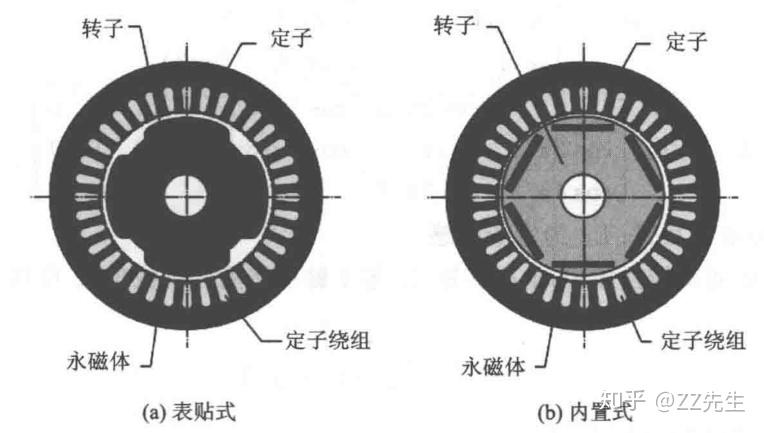 转子
定子
永磁体
定子绕组
(a) 表贴式
转子
定子
永磁体
定子绕组
(b) 内置式
知乎 @ZZ先生